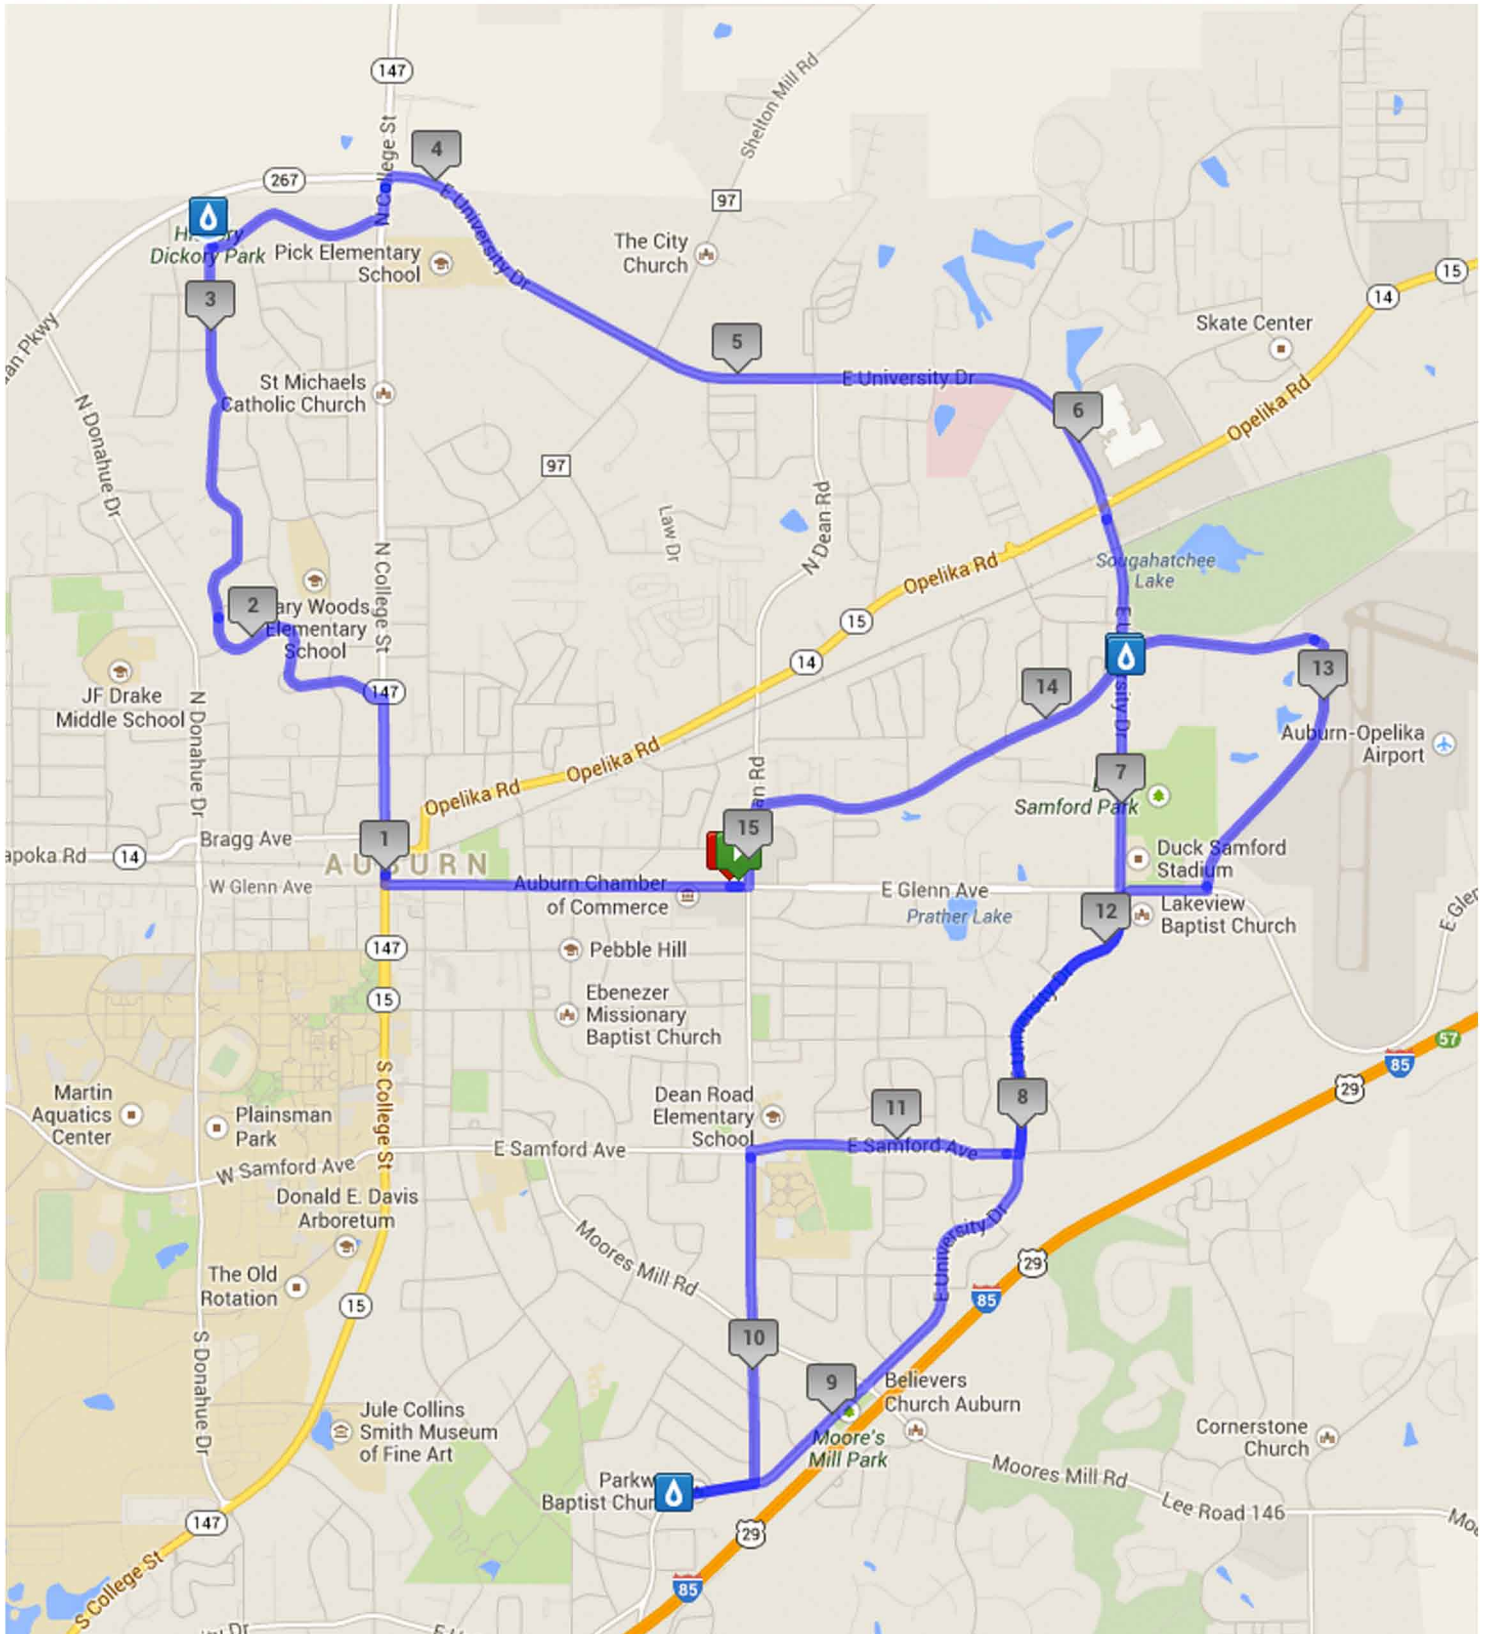 147
4
267
N College St
E University Dr
Shelton Mill Rd
97
Dickory Park
Pick Elementary
School
The City
Church
3
15
14
Skate Center
5
E University Dr
St Michaels
Catholic Church
6
Opelika Rd
N Donahue Dr
97
Law Dr
N Dean Rd
N College St
Sougahatchee
Lake
Opelika Rd
2
ary Woods
Elementary
School
15
14
JF Drake
Middle School
147
N Donahue Dr
14
13
Auburn-Opelika
Airport
7
Samford Park
Opelika Rd
Opelika Rd
15
1
Bragg Ave
14
AUBURN
W Glenn Ave
Auburn Chamber
of Commerce
E Glenn Ave
Prather Lake
Duck Samford
Stadium
12
Lakeview
Baptist Church
147
Pebble Hill
15
Ebenezer
Missionary
Baptist Church
S College St
57
85
29
Martin
Aquatics
Center
Plainsman
Park
Dean Road
Elementary
School
11
8
E Samford Ave
E Samford Ave
W Samford Ave
Donald E. Davis
Arboretum
Moores Mill Rd
E University Dr
29
85
The Old
Rotation
15
S Donahue Dr
10
9
Believers
Church Auburn
Moore's
Mill Park
Jule Collins
Smith Museum
of Fine Art
Cornerstone
Church
Moores Mill Rd
Lee Road 146
Baptist
147
29
85
S College St